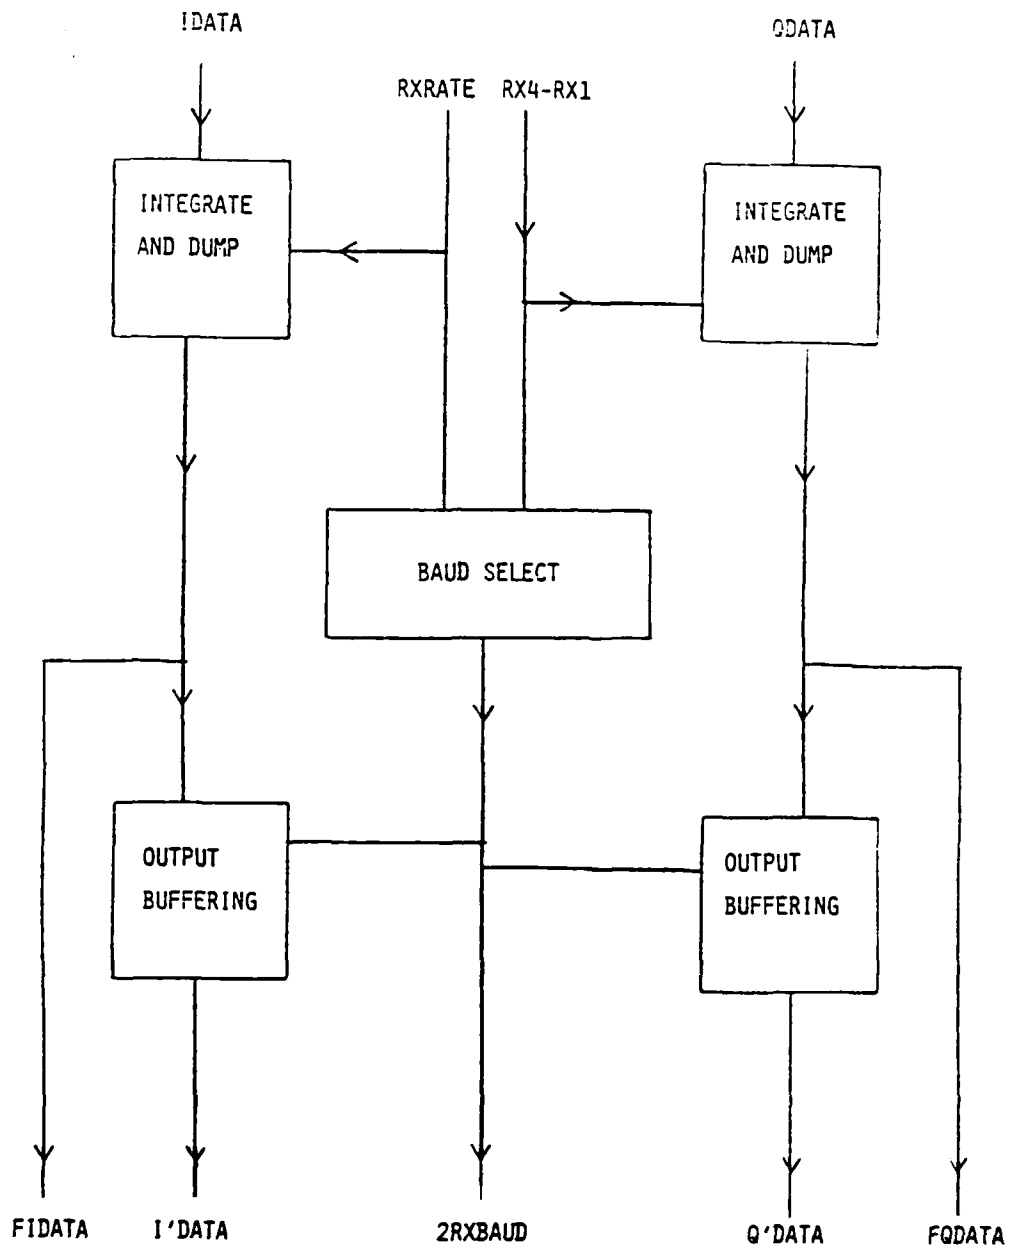 IDATA
QDATA
RXRATE RX4-RX1
INTEGRATE
AND DUMP
INTEGRATE
AND DUMP
BAUD SELECT
OUTPUT
BUFFERING
OUTPUT
BUFFERING
FIDATA
I'DATA
2RXBAUD
Q'DATA
FQDATA